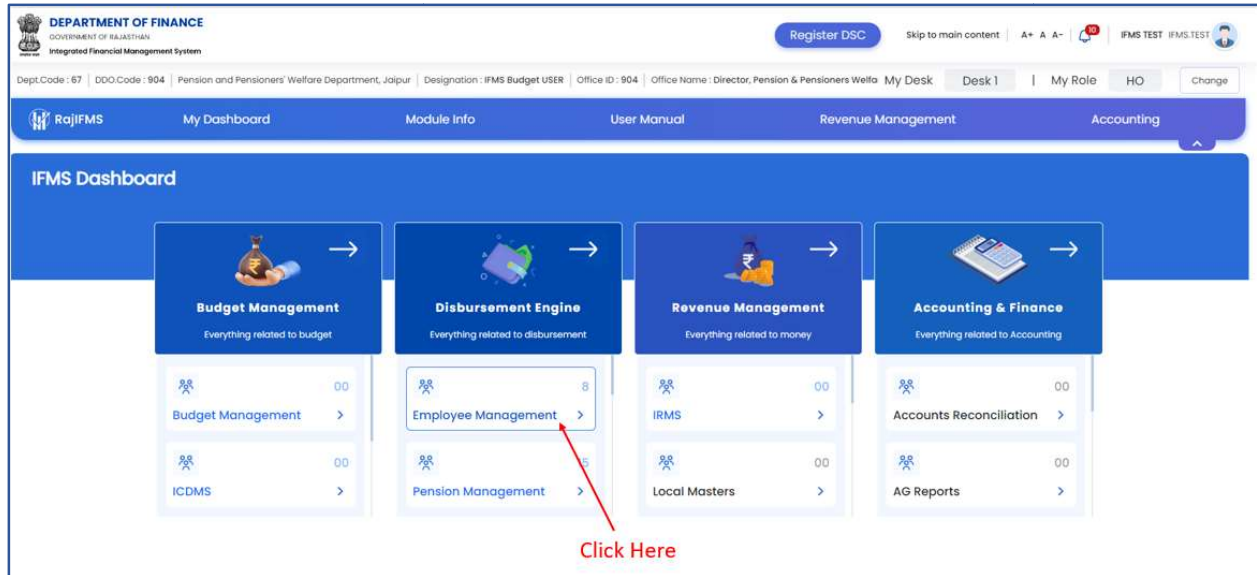 DEPARTMENT OF FINANCE
GOVERNMENT OF RAJASTHAN
Integrated Financial Management System
Register DSC
Skip to main content
A+ A A-
10
IFMS TEST IFMS.TEST
Dept.Code : 67 | DDO.Code : 904 | Pension and Pensioners' Welfare Department, Jaipur | Designation : IFMS Budget USER | Office ID : 904 | Office Name : Director, Pension & Pensioners Welfa My Desk Desk 1 | My Role HO Change
RajIFMS My Dashboard Module Info User Manual Revenue Management Accounting
IFMS Dashboard
Budget Management
Everything related to budget
Disbursement Engine
Everything related to disbursement
Revenue Management
Everything related to money
Accounting & Finance
Everything related to Accounting
00
Budget Management >
8
Employee Management >
00
IRMS >
00
Accounts Reconciliation >
00
ICDMS >
5
Pension Management >
00
Local Masters >
00
AG Reports >
Click Here